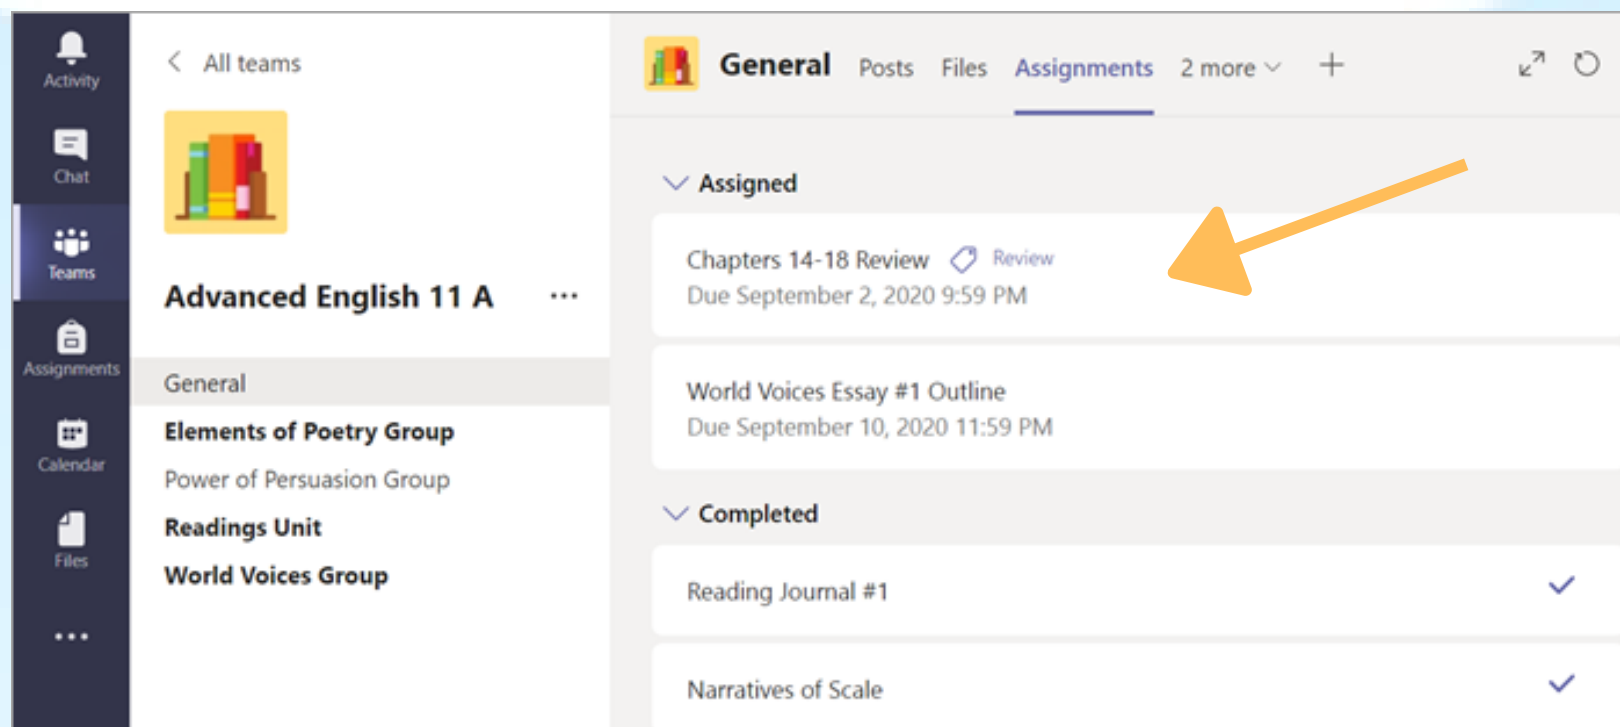 Activity
Chat
Teams
Assignments
Calendar
Files
All teams
Advanced English 11 A
General
Elements of Poetry Group
Power of Persuasion Group
Readings Unit
World Voices Group
General Posts Files Assignments 2 more
Assigned
Chapters 14-18 Review Review
Due September 2, 2020 9:59 PM
World Voices Essay #1 Outline
Due September 10, 2020 11:59 PM
Completed
Reading Journal #1
Narratives of Scale